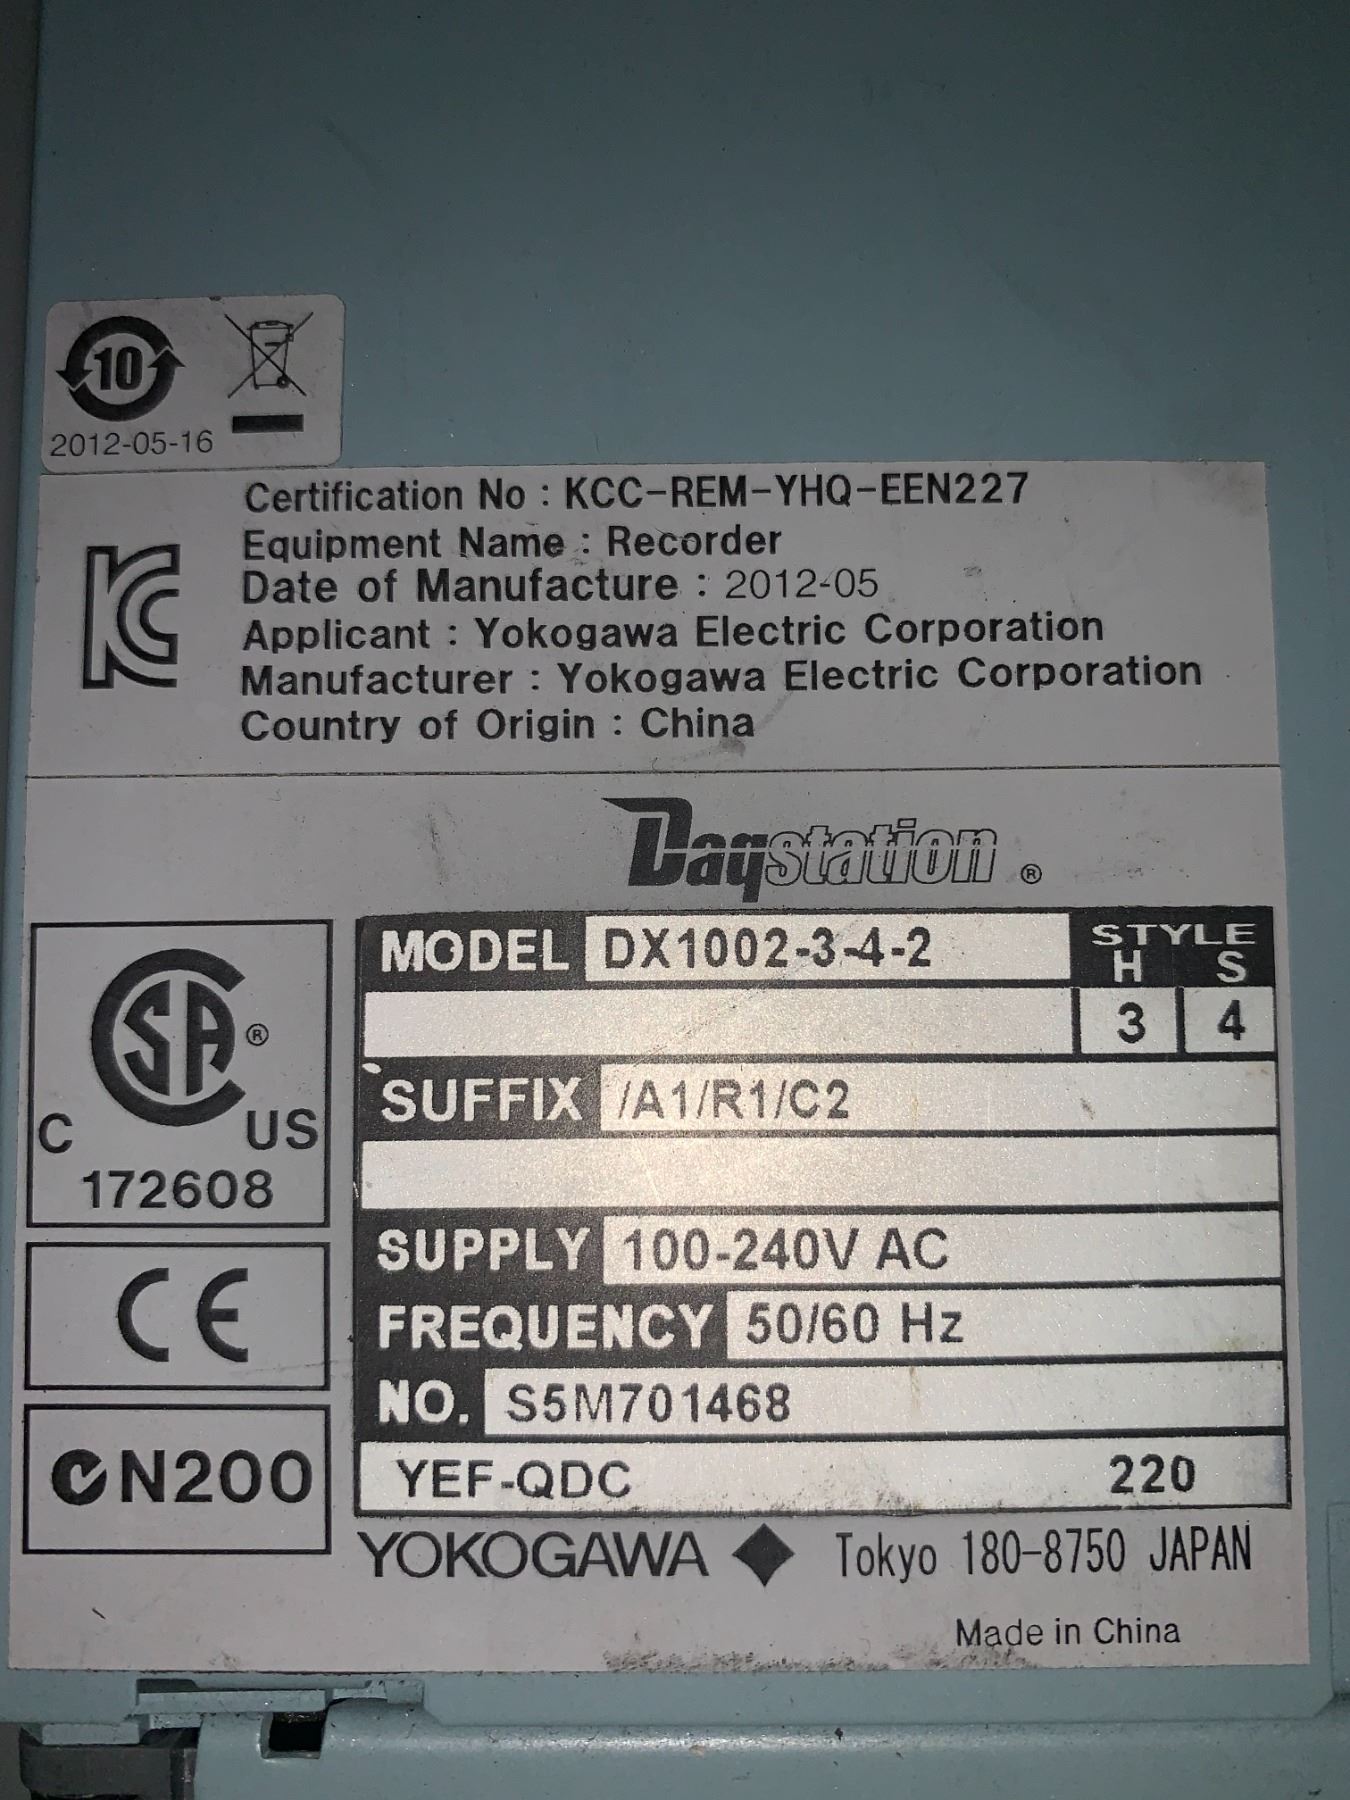 10
2012-05-16
Certification No : KCC-REM-YHQ-EEN227
Equipment Name : Recorder
Date of Manufacture : 2012-05
Applicant : Yokogawa Electric Corporation
Manufacturer : Yokogawa Electric Corporation
Country of Origin : China
Daqstation ®
MODEL DX1002-3-4-2 STYLE
H S
3 4
SUFFIX /A1/R1/C2
SUPPLY 100-240V AC
FREQUENCY 50/60 Hz
NO. S5M701468
YEF-QDC 220
SA ®
C US
172608
CE
N200
YOKOGAWA ◆ Tokyo 180-8750 JAPAN
Made in China